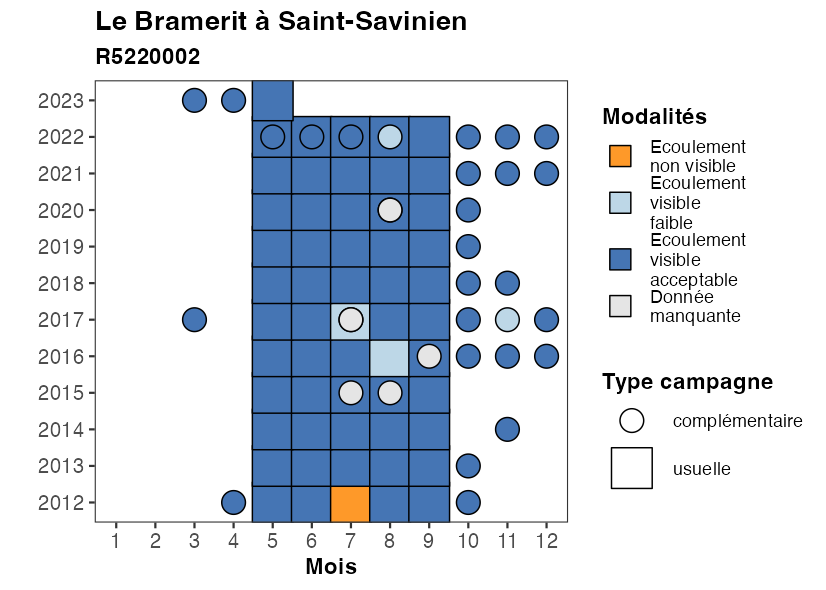 Le Bramerit à Saint-Savinien
R5220002
2023
2022
2021
2020
2019
2018
2017
2016
2015
2014
2013
2012
1 2 3 4 5 6 7 8 9 10 11 12
Mois
Modalités
Ecoulement
non visible
Ecoulement
visible
faible
Ecoulement
visible
acceptable
Donnée
manquante
Type campagne
complémentaire
usuelle